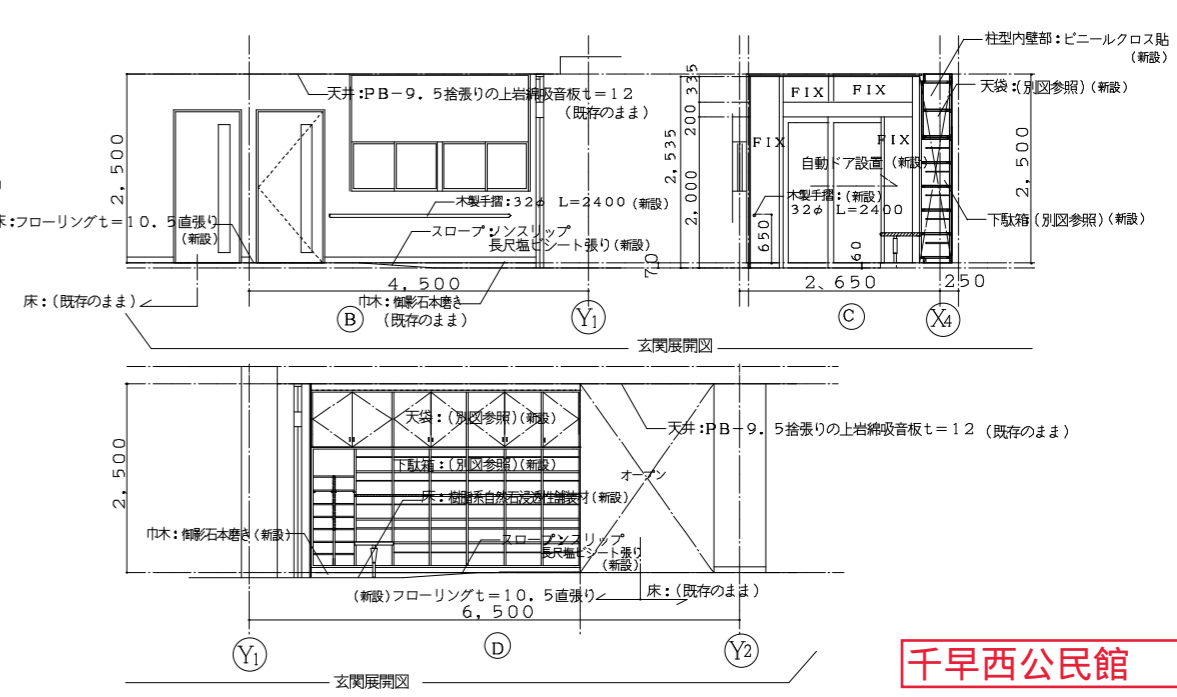 柱型内壁部：ビニールクロス貼
(新設)
天井：PB−9．5捨張りの上岩綿吸音板t＝12
(既存のまま)
天袋：(別図参照)(新設)
FIX
FIX
FIX
FIX
自動ドア設置(新設)
木製手摺：(新設)
32φ L=2400
木製手摺：32φ L=2400(新設)
下駄箱(別図参照)(新設)
床：フローリングt＝10．5直張り
(新設)
スロープ：ノンスリップ
長尺塩ビシート張り(新設)
2,500
335
200
2,535
2,000
650
60
70
2,500
4,500
2,650
250
床：(既存のまま)
巾木：御影石本磨き
(既存のまま)
B
Y1
C
X4
玄関展開図
天袋：(別図参照)(新設)
天井：PB−9．5捨張りの上岩綿吸音板t＝12 (既存のまま)
2,500
下駄箱：(別図参照)(新設)
オープン
床：樹脂系自然石浸透性舗装材(新設)
巾木：御影石本磨き(新設)
スロープンスリップ
長尺塩ビシート張り
(新設)
(新設)フローリングt＝10．5直張り
床：(既存のまま)
6,500
Y1
D
Y2
玄関展開図
千早西公民館